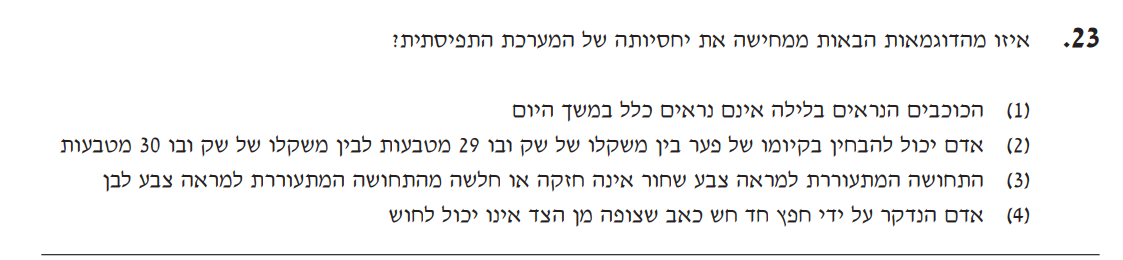 23. איזו מהדוגמאות הבאות ממחישה את יחסיותה של המערכת התפיסתית?
(1) הכוכבים הנראים בלילה אינם נראים כלל במשך היום
(2) אדם יכול להבחין בקיומו של פער בין משקלו של שק ובו 29 מטבעות לבין משקלו של שק ובו 30 מטבעות
(3) התחושה המתעוררת למראה צבע שחור אינה חזקה או חלשה מהתחושה המתעוררת למראה צבע לבן
(4) אדם הנדקר על ידי חפץ חד חש כאב שצופה מן הצד אינו יכול לחוש